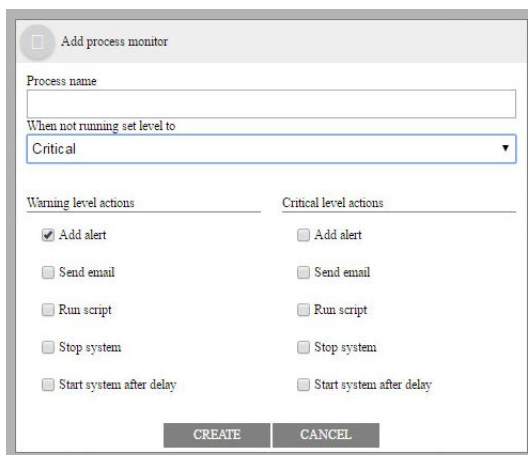 Add process monitor
Process name
When not running set level to
Critical
Warning level actions
Critical level actions
Add alert
Add alert
Send email
Send email
Run script
Run script
Stop system
Stop system
Start system after delay
Start system after delay
CREATE
CANCEL